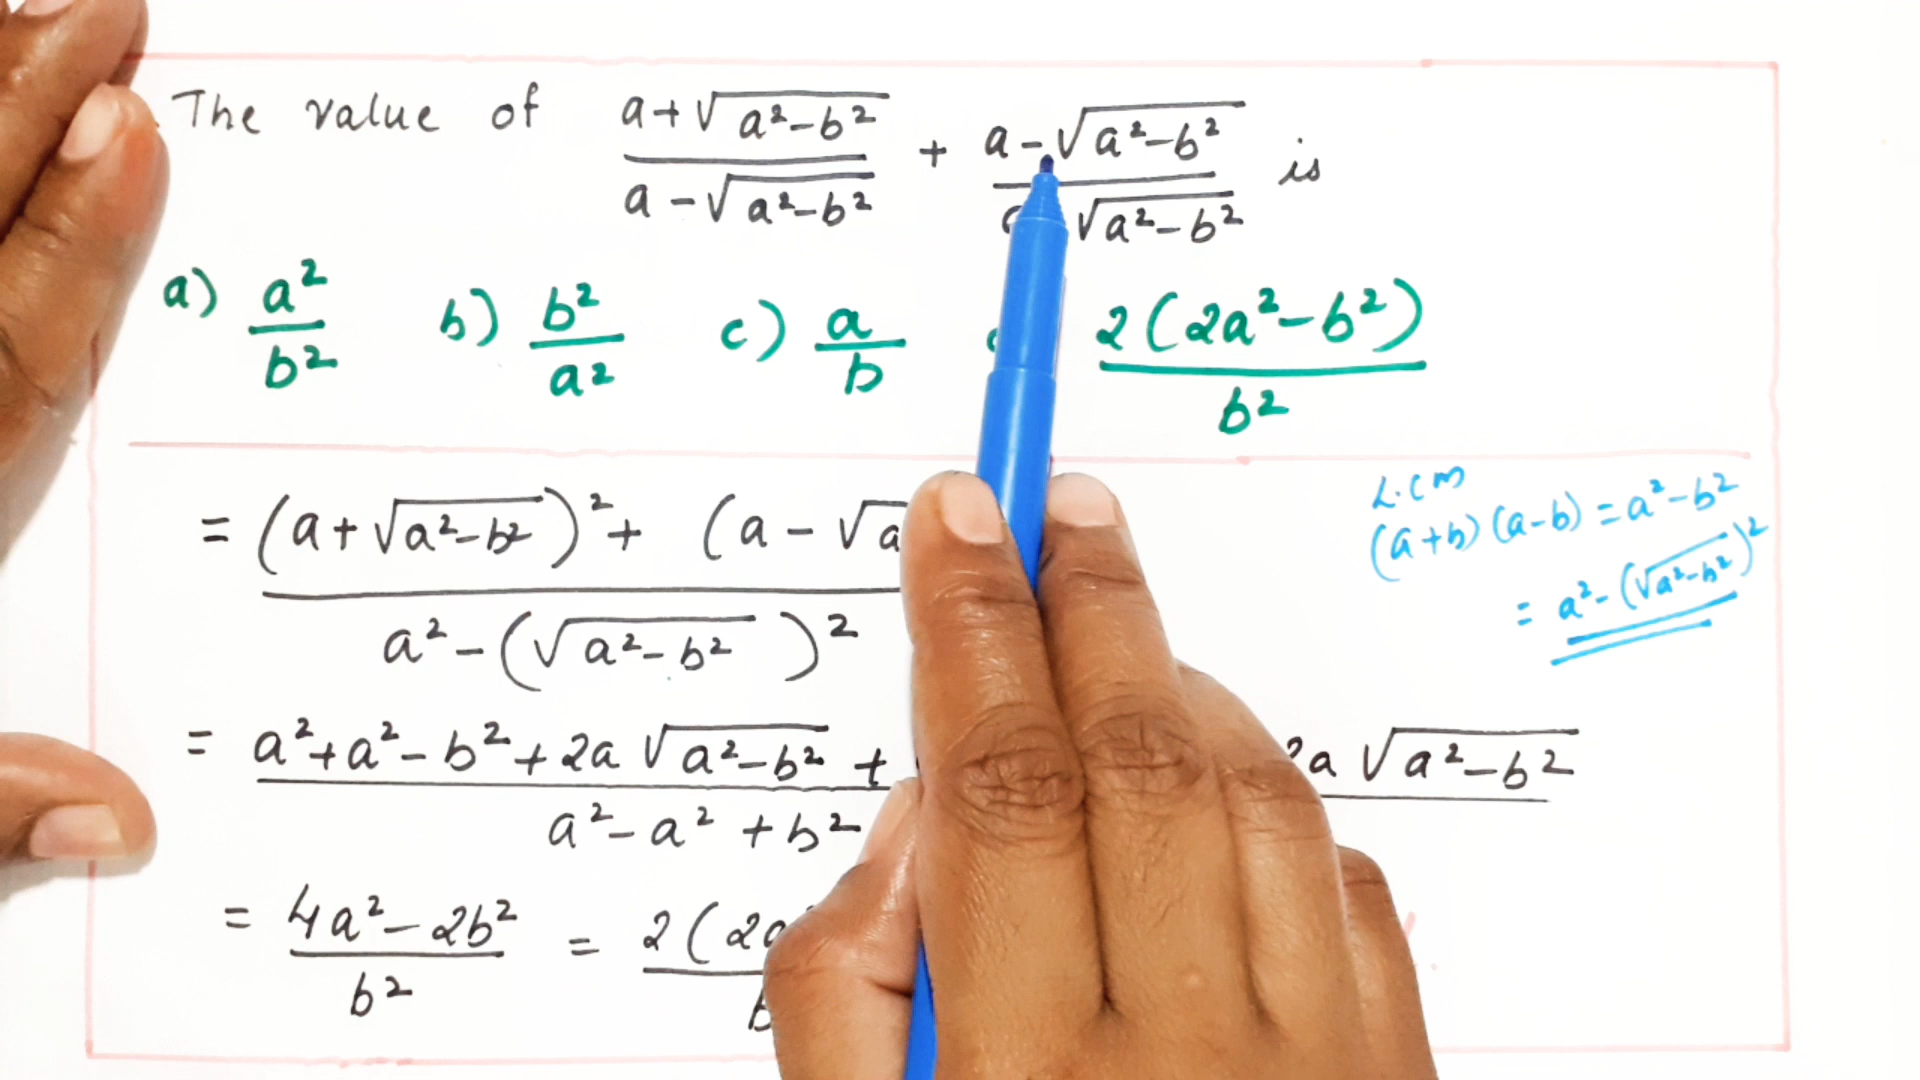 The value of (a+√(a²-b²))/(a-√(a²-b²)) + (a-√(a²-b²))/( √(a²-b²)) is
a) a²/b² b) b²/a² c) a/b 2(2a²-b²)/b²
L.C.M
(a+b)(a-b) = a²-b²
= a²-(√(a²-b²))²
= ((a+√(a²-b²))² + (a-√a)/(a²-(√(a²-b²))²)
= (a²+a²-b²+2a√(a²-b²) + 2a√(a²-b²))/(a²-a²+b²)
= (4a²-2b²)/b² = 2(2a